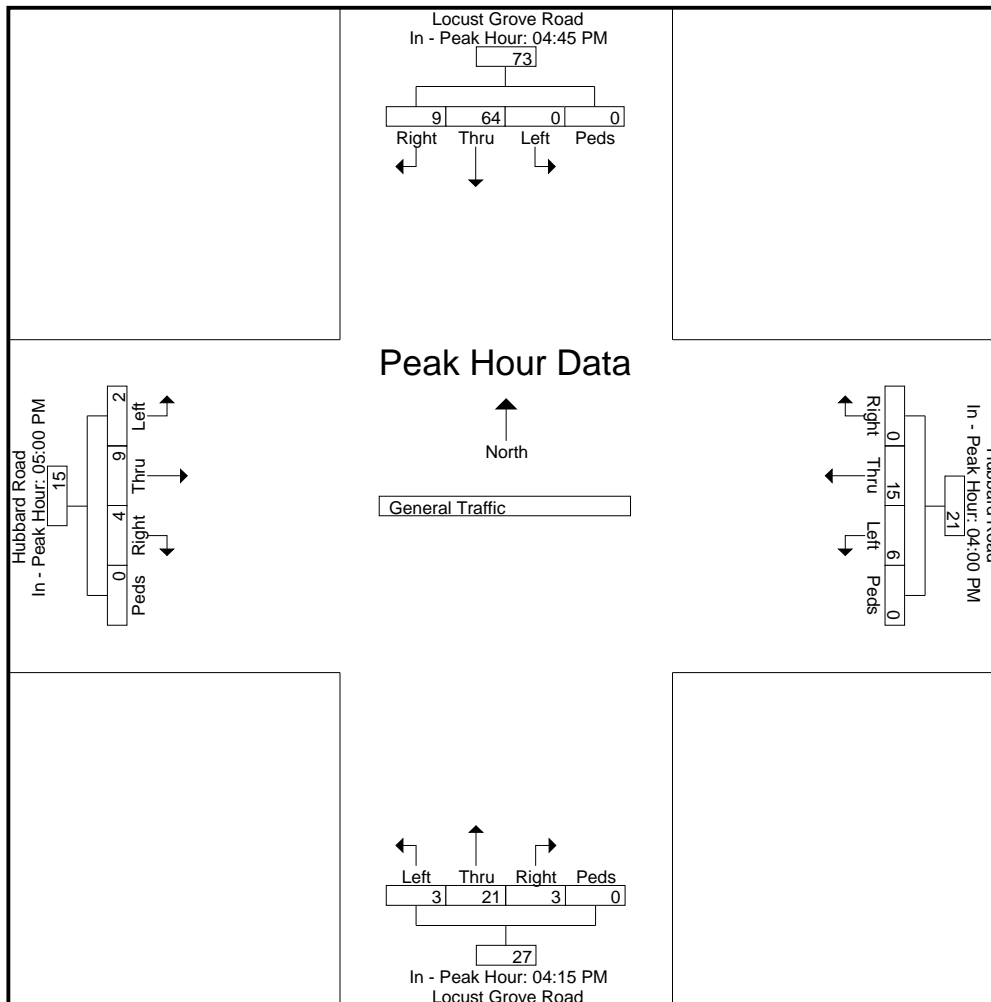 Locust Grove Road
In - Peak Hour: 04:45 PM
73
9 64 0 0
Right Thru Left Peds
Peak Hour Data
North
General Traffic
Hubbard Road
In - Peak Hour: 05:00 PM
15
2 9 4 0
Left Thru Right Peds
Right Thru Left Peds
0 15 6 0
21
In - Peak Hour: 04:00 PM
Hubbard Road
Left Thru Right Peds
3 21 3 0
27
In - Peak Hour: 04:15 PM
Locust Grove Road